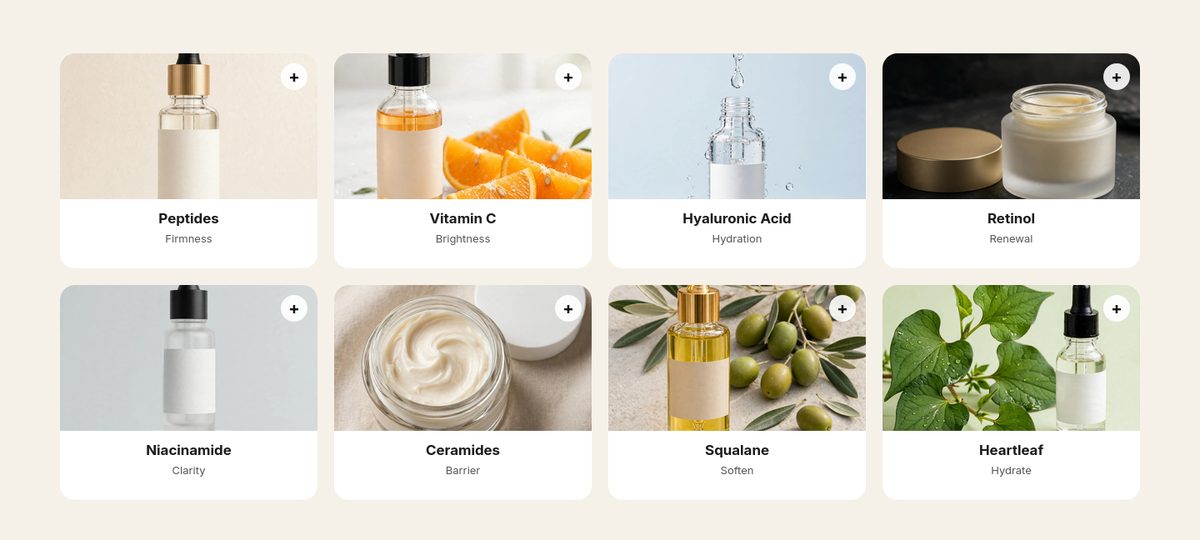 +
Peptides
Firmness
+
Vitamin C
Brightness
+
Hyaluronic Acid
Hydration
+
Retinol
Renewal
+
Niacinamide
Clarity
+
Ceramides
Barrier
+
Squalane
Soften
+
Heartleaf
Hydrate